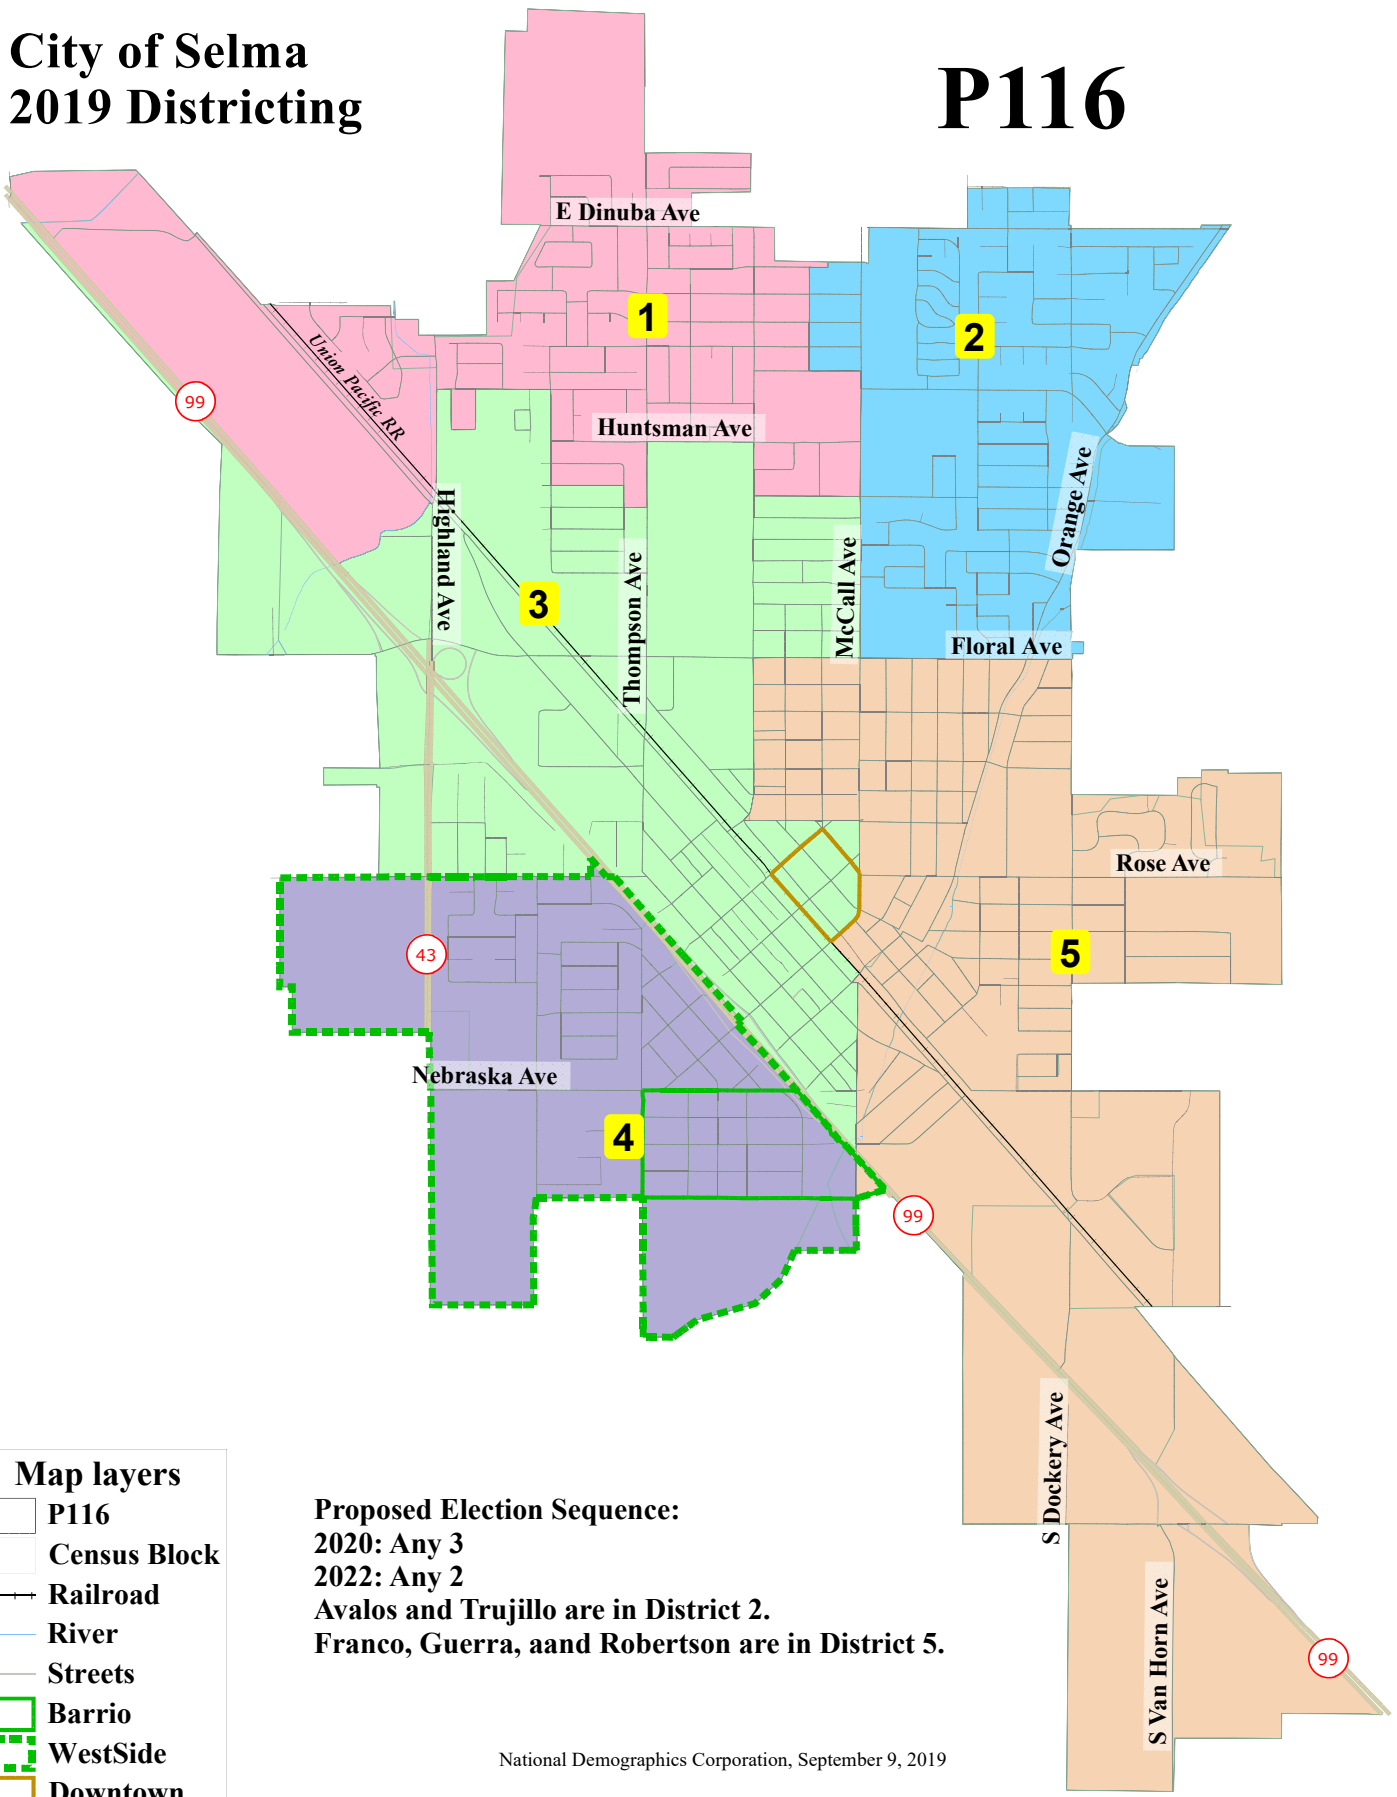 City of Selma
2019 Districting
P116
E Dinuba Ave
1
2
Union Pacific RR
99
Huntsman Ave
Orange Ave
Highland Ave
3
Thompson Ave
McCall Ave
Floral Ave
Rose Ave
43
5
Nebraska Ave
4
99
S Dockery Ave
S Van Horn Ave
99
Map layers
P116
Census Block
Railroad
River
Streets
Barrio
WestSide
Downtown
Proposed Election Sequence:
2020: Any 3
2022: Any 2
Avalos and Trujillo are in District 2.
Franco, Guerra, aand Robertson are in District 5.
National Demographics Corporation, September 9, 2019